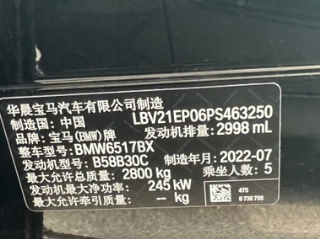 华晨宝马汽车有限公司制造
制造国：中国 LBV21EP06PS463250
品牌：宝马(BMW)牌 发动机排量：2998 mL
整车型号：BMW6517BX
发动机型号：B58B30C 制造年月：2022-07
最大允许总质量：2800 kg 乘坐人数：5
发动机最大净功率：245 kW
最大允许牵引质量：-- kg
475
6 738 756